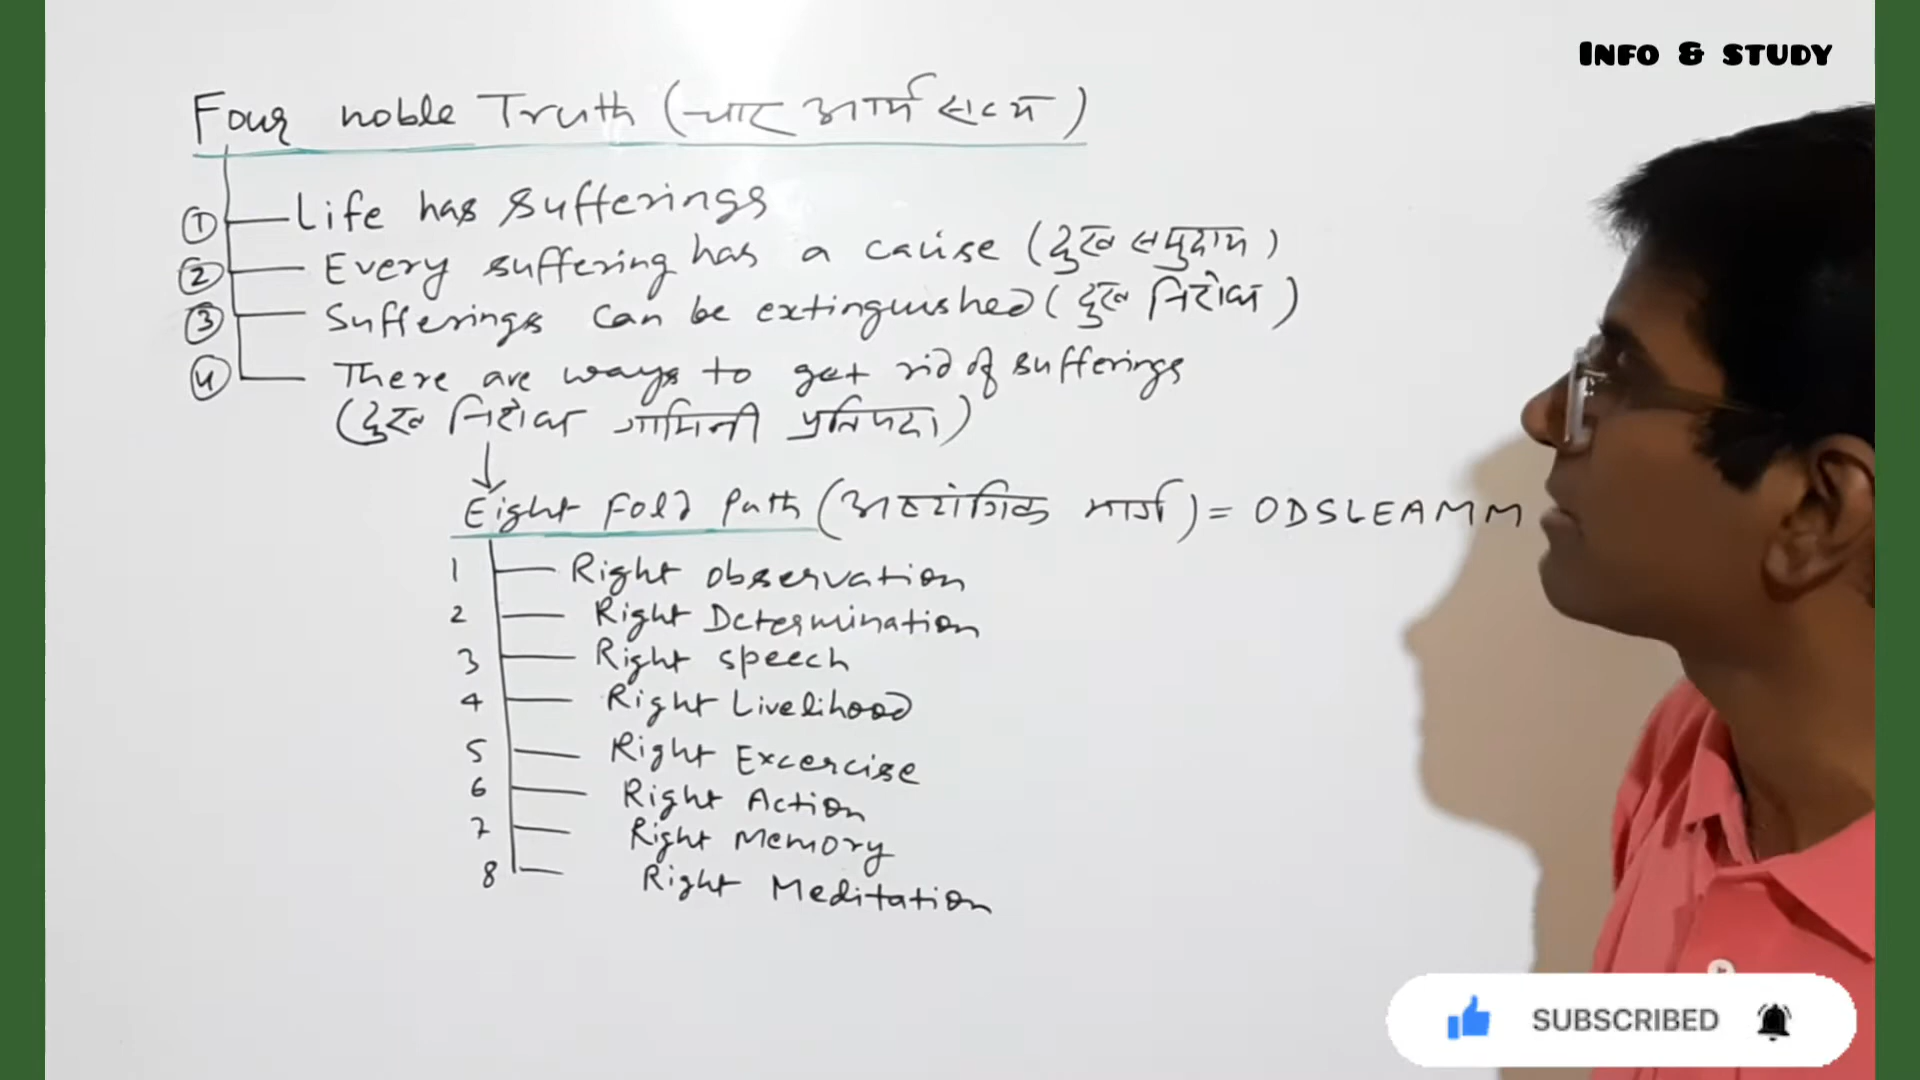 INFO & STUDY
Four noble Truth (चार आर्य सत्य)
① Life has sufferings
② Every suffering has a cause (दुख समुदाय)
③ Sufferings can be extinguished (दुख निरोध)
④ There are ways to get rid of sufferings
(दुख निरोध गामिनी प्रतिपदा)
Eight Fold Path (अष्टांगिक मार्ग) = ODSLEAMM
1 Right observation
2 Right Determination
3 Right speech
4 Right Livelihood
5 Right Excercise
6 Right Action
7 Right Memory
8 Right Meditation
SUBSCRIBED